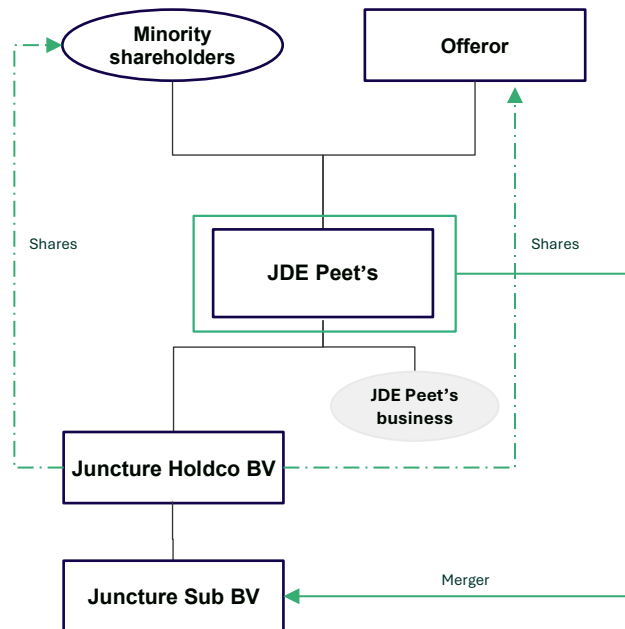 Minority
shareholders
Offeror
Shares
Shares
JDE Peet's
JDE Peet's
business
Juncture Holdco BV
Merger
Juncture Sub BV